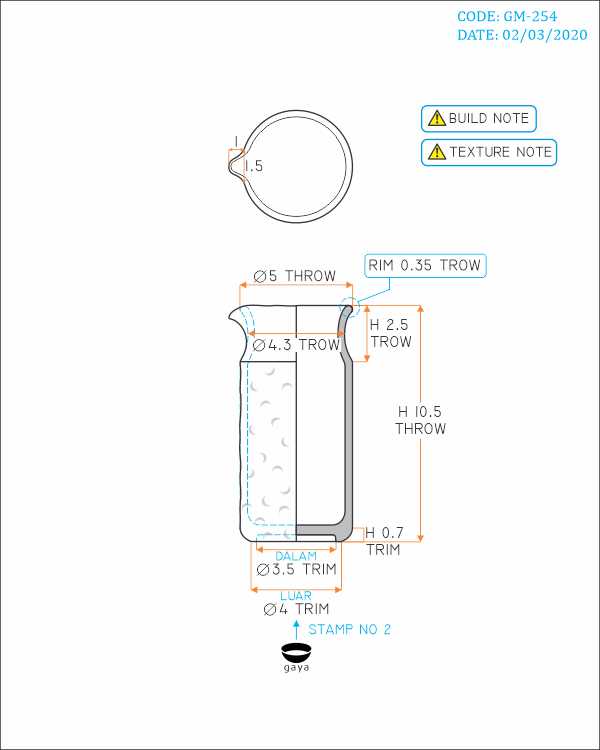 CODE: GM-254
DATE: 02/03/2020
BUILD NOTE
TEXTURE NOTE
1
1.5
RIM 0.35 TROW
Ø5 THROW
H 2.5
TROW
Ø4.3 TROW
H 10.5
THROW
H 0.7
TRIM
DALAM
Ø3.5 TRIM
LUAR
Ø4 TRIM
STAMP NO 2
gaya